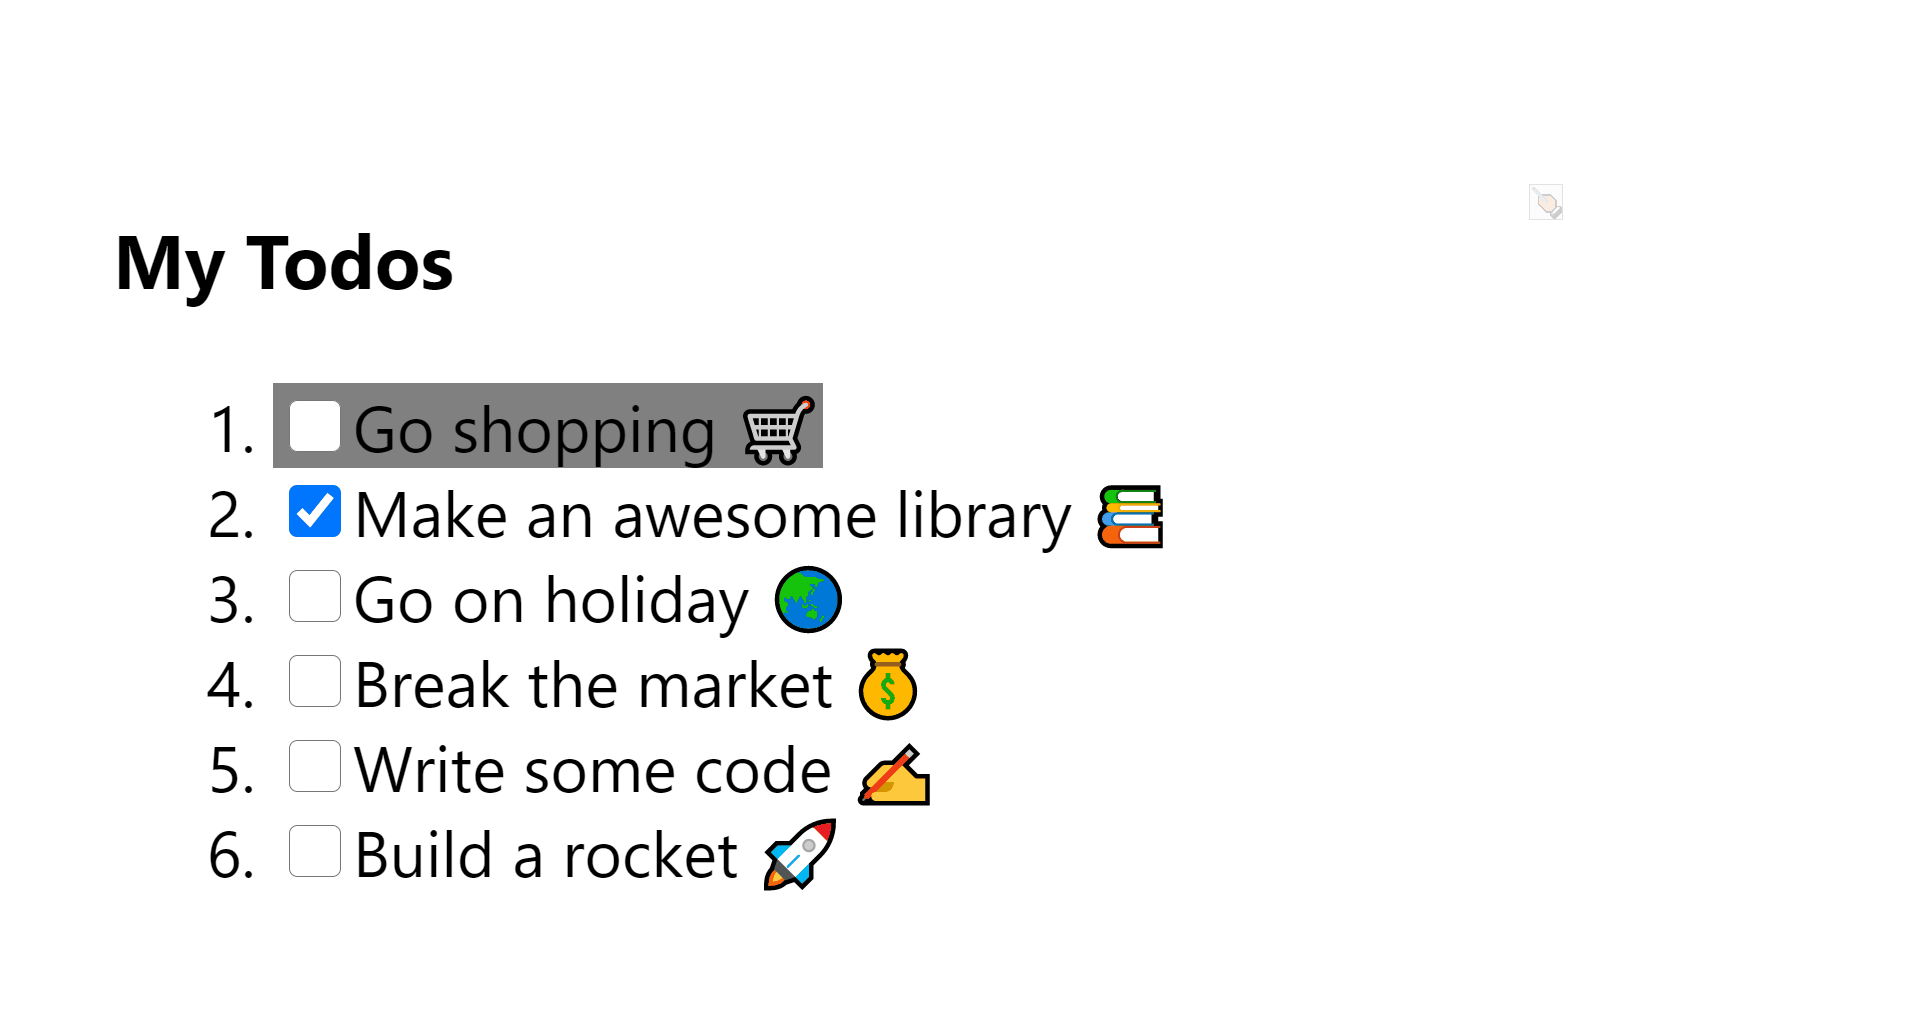 My Todos
1. Go shopping 🛒
2. Make an awesome library 📚
3. Go on holiday 🌏
4. Break the market 💰
5. Write some code ✍
6. Build a rocket 🚀